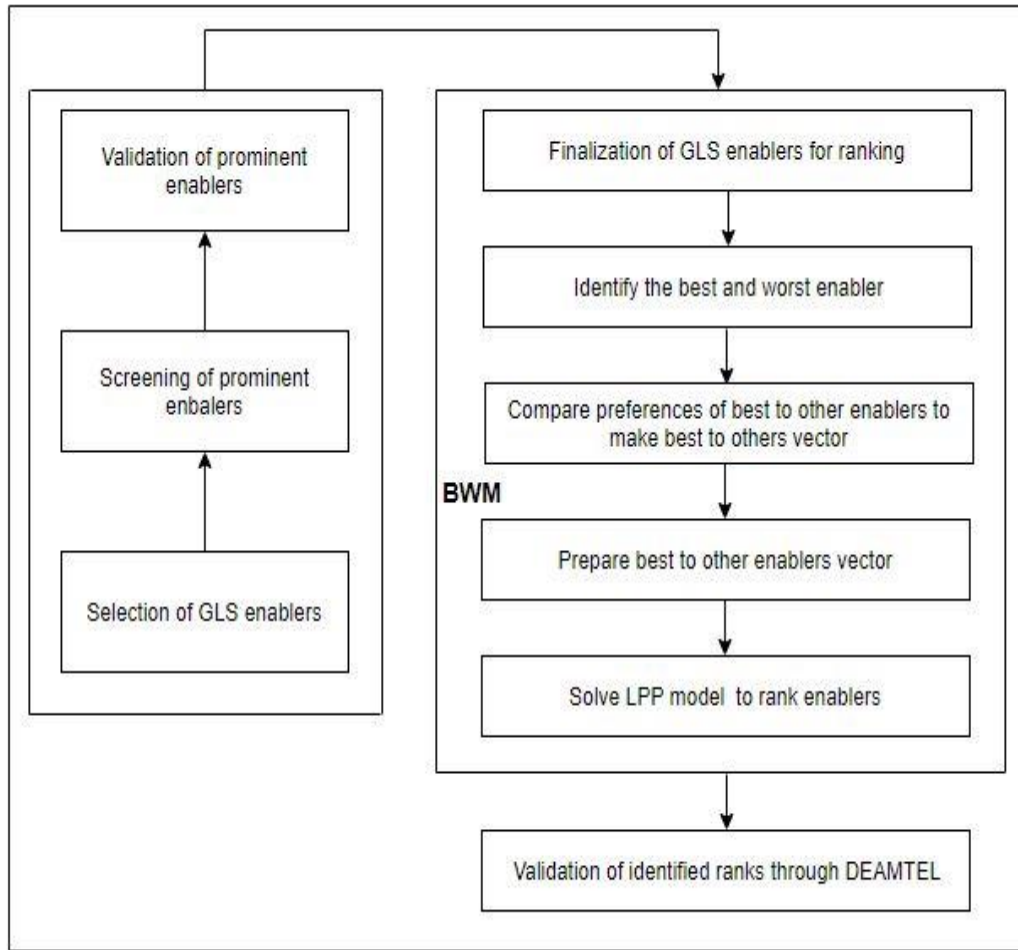 Validation of prominent
enablers
Screening of prominent
enbalers
Selection of GLS enablers
Finalization of GLS enablers for ranking
Identify the best and worst enabler
Compare preferences of best to other enablers to
make best to others vector
BWM
Prepare best to other enablers vector
Solve LPP model to rank enablers
Validation of identified ranks through DEAMTEL